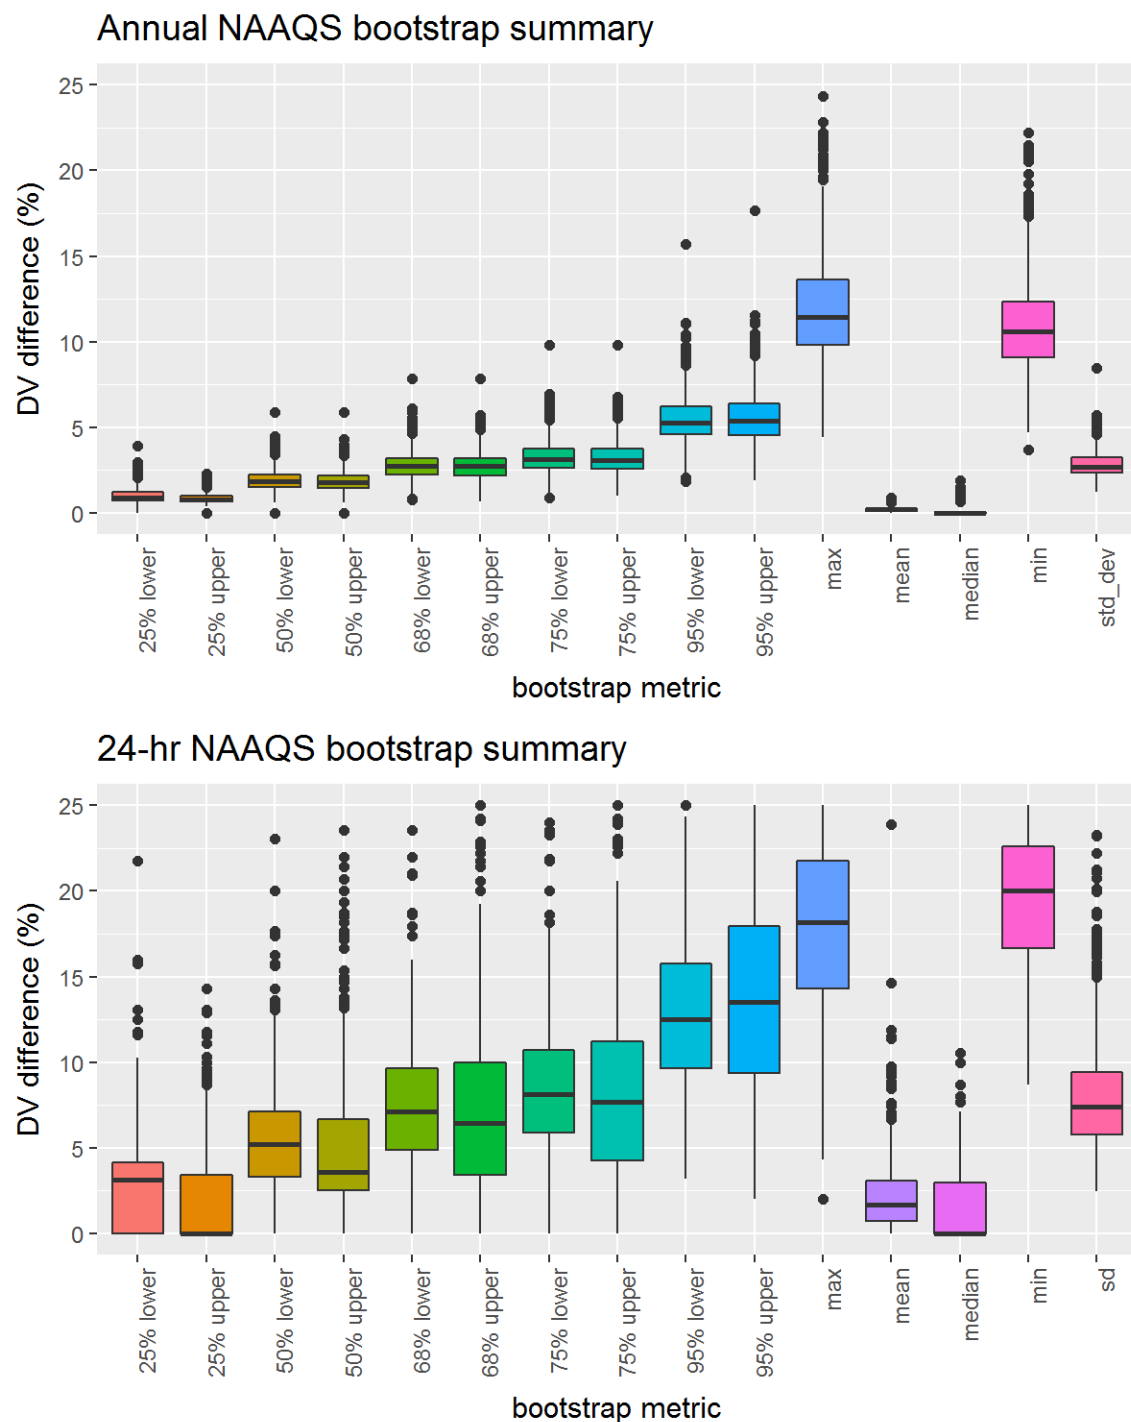 Annual NAAQS bootstrap summary
DV difference (%)
25
20
15
10
5
0
25% lower
25% upper
50% lower
50% upper
68% lower
68% upper
75% lower
75% upper
95% lower
95% upper
max
mean
median
min
std_dev
bootstrap metric
24-hr NAAQS bootstrap summary
DV difference (%)
25
20
15
10
5
0
25% lower
25% upper
50% lower
50% upper
68% lower
68% upper
75% lower
75% upper
95% lower
95% upper
max
mean
median
min
sd
bootstrap metric